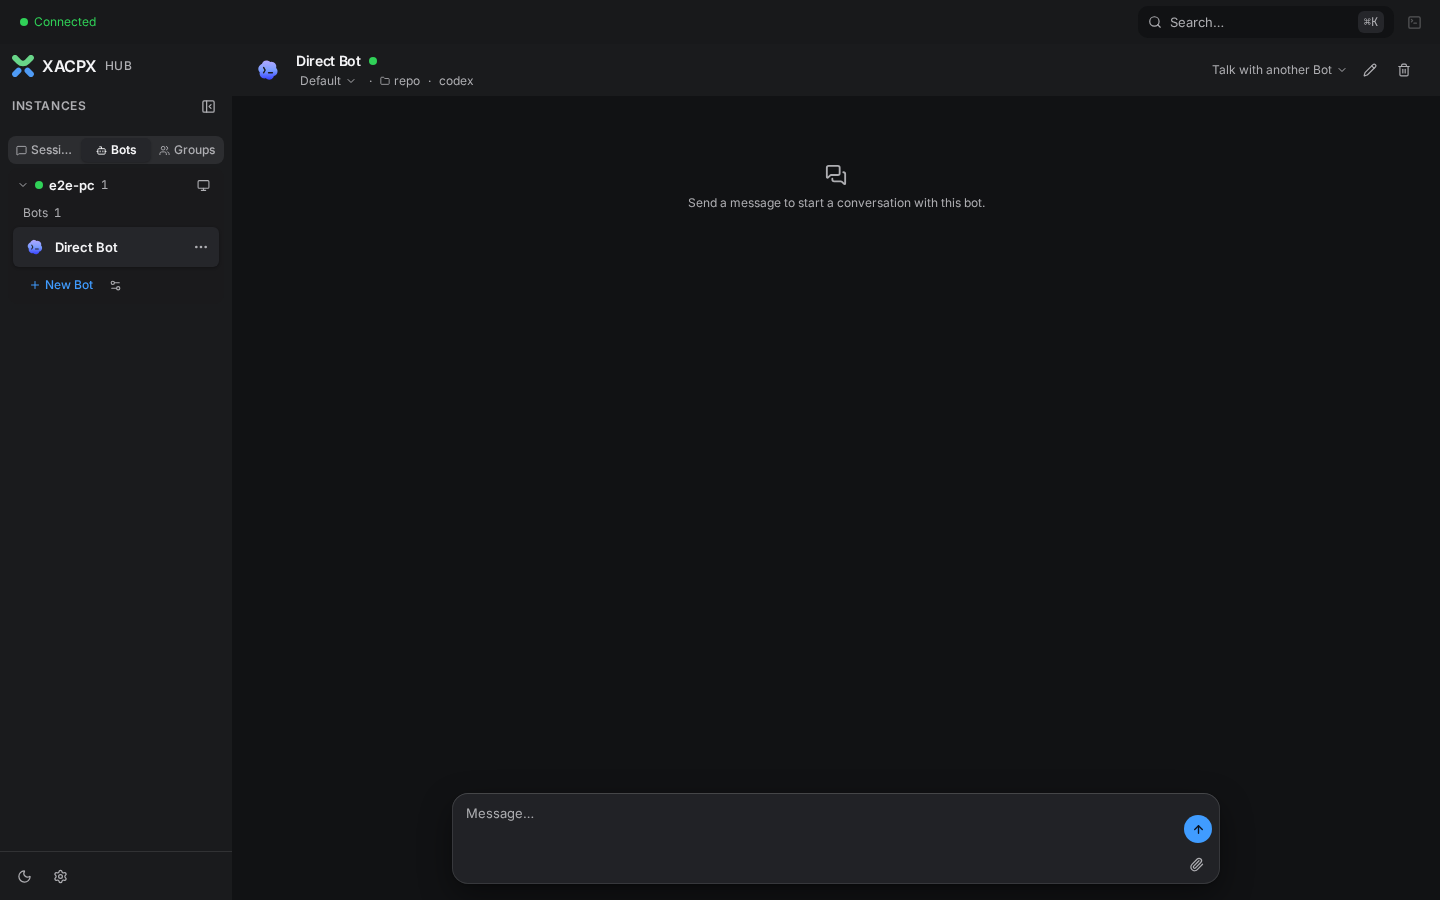 Connected
Search...
⌘K
XACPX HUB
Direct Bot
Default · repo · codex
Talk with another Bot
INSTANCES
Sessi...
Bots
Groups
e2e-pc 1
Bots 1
Direct Bot
New Bot
Send a message to start a conversation with this bot.
Message...